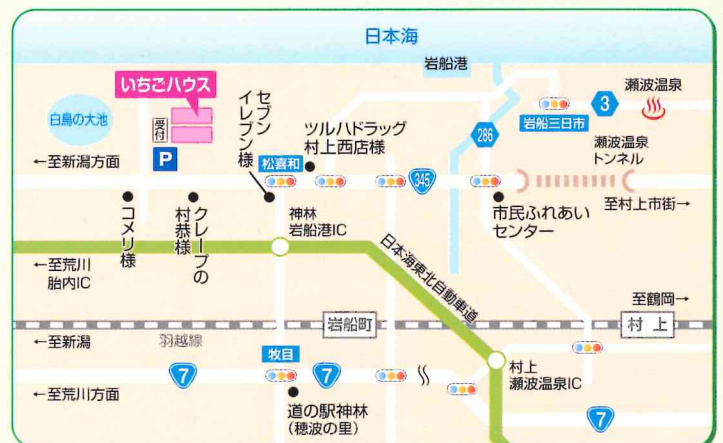 日本海
岩船港
いちごハウス
受付
P
白鳥の大池
セブン
イレブン様
ツルハドラッグ
村上西店様
松喜和
286
岩船三日市
3
瀬波温泉
瀬波温泉
トンネル
←至新潟方面
345
至村上市街→
コメリ様
クレープの
村恭様
神林
岩船港IC
市民ふれあい
センター
←至荒川
胎内IC
日本海東北自動車道
至鶴岡→
岩船町
村上
←至新潟
羽越線
牧目
7
7
村上
瀬波温泉IC
←至荒川方面
道の駅神林
(穂波の里)
7